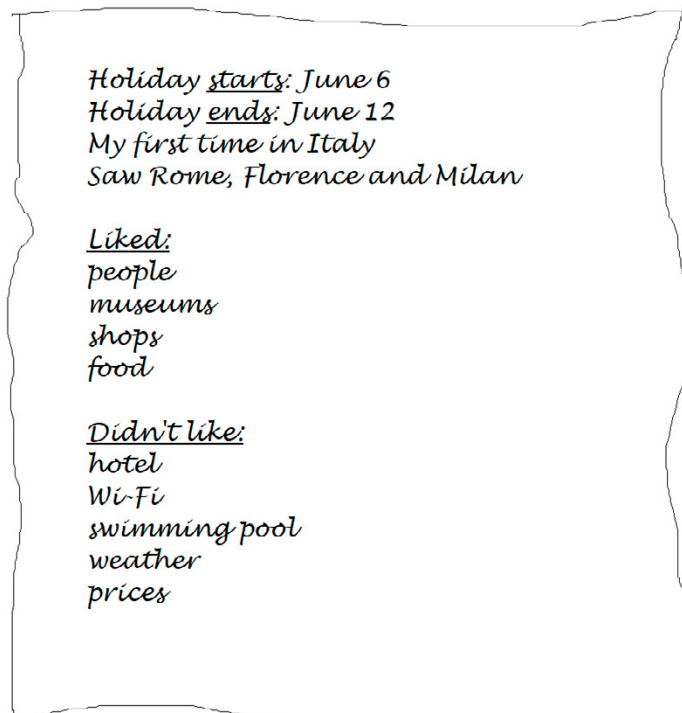 Holiday starts: June 6
Holiday ends: June 12
My first time in Italy
Saw Rome, Florence and Milan
Liked:
people
museums
shops
food
Didn't like:
hotel
Wi-Fi
swimming pool
weather
prices